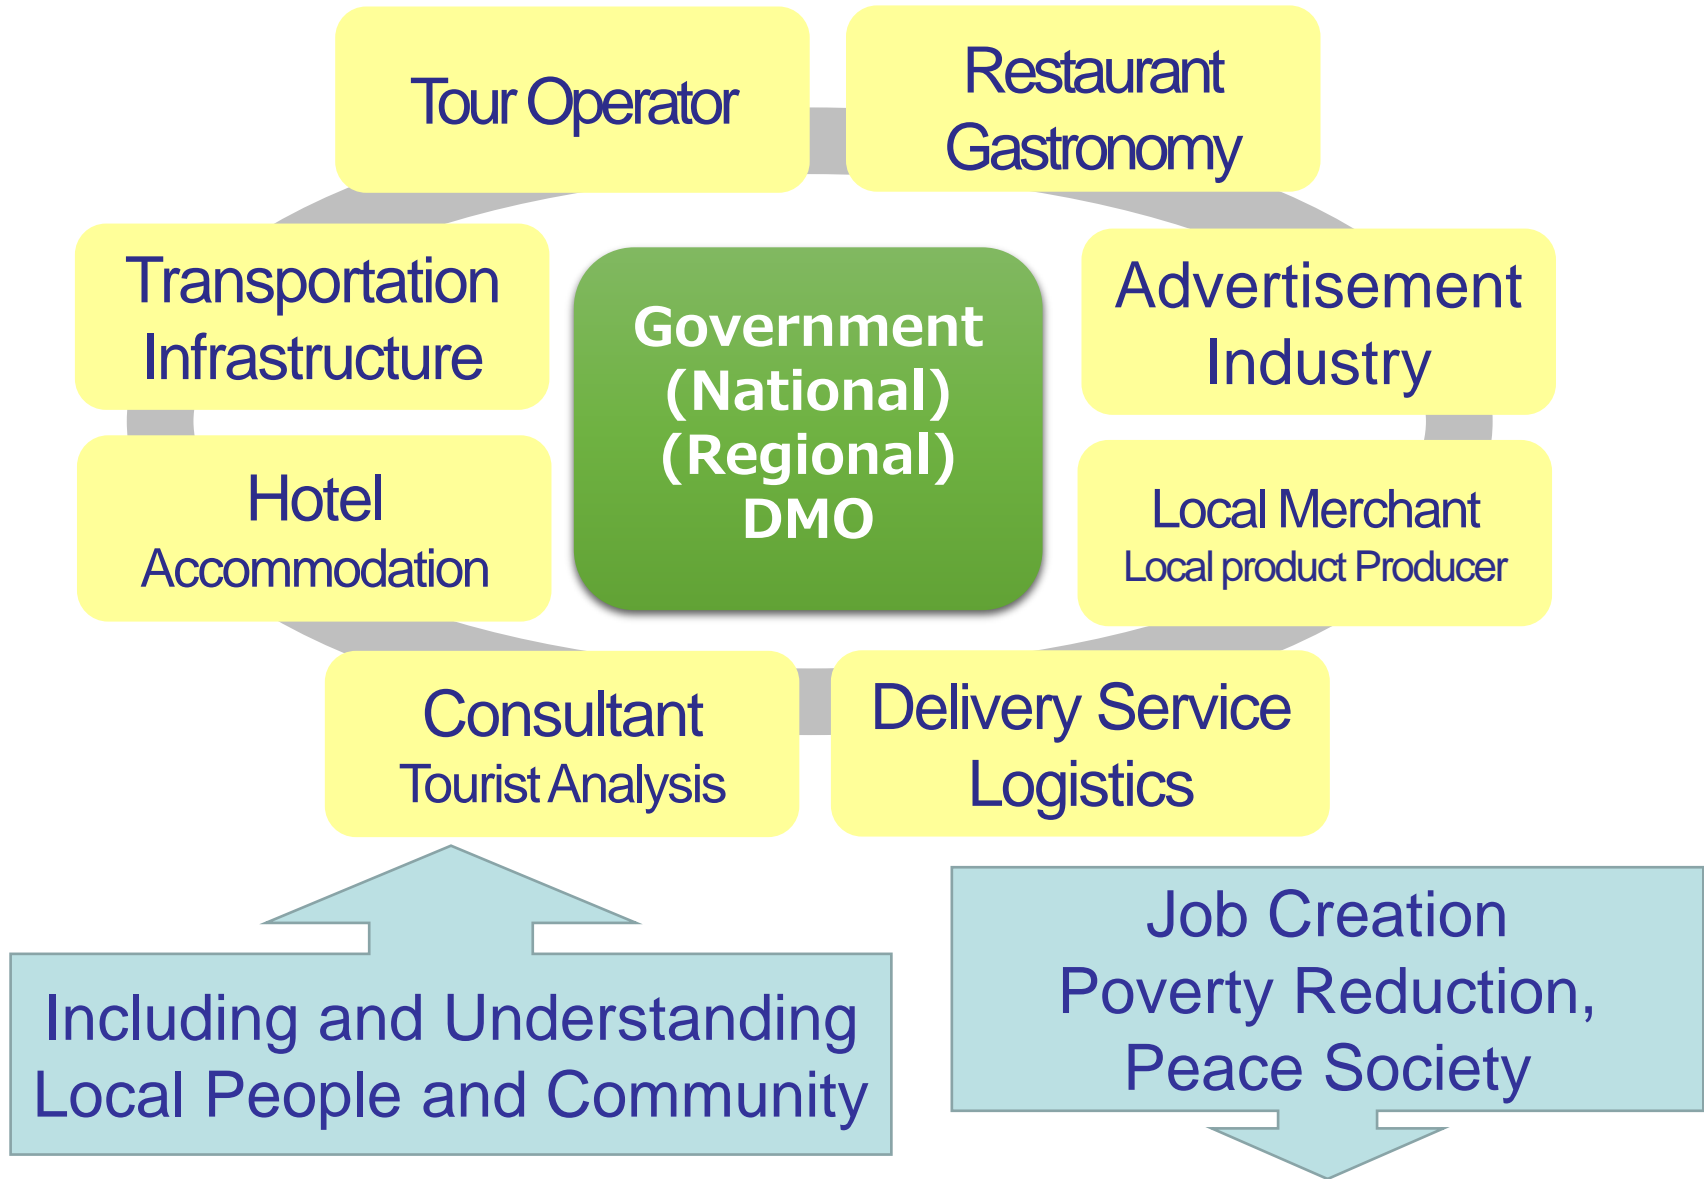 Tour Operator
Restaurant
Gastronomy
Transportation
Infrastructure
Government
(National)
(Regional)
DMO
Advertisement
Industry
Hotel
Accommodation
Local Merchant
Local product Producer
Consultant
Tourist Analysis
Delivery Service
Logistics
Including and Understanding
Local People and Community
Job Creation
Poverty Reduction,
Peace Society